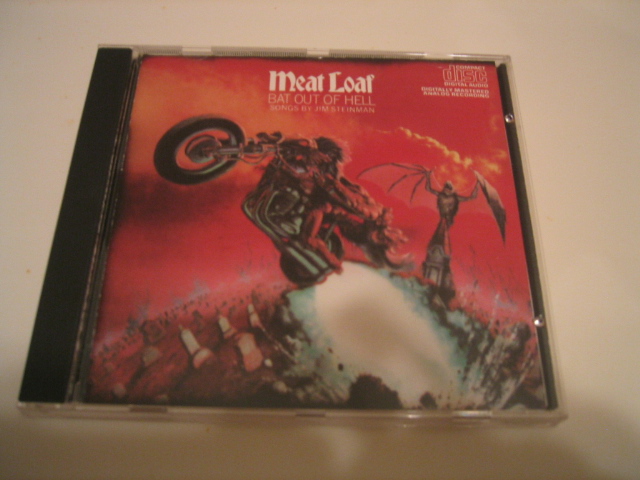 Meat Loaf
BAT OUT OF HELL
SONGS BY JIM STEINMAN
COMPACT
disc
DIGITAL AUDIO
DIGITALLY MASTERED
ANALOG RECORDING